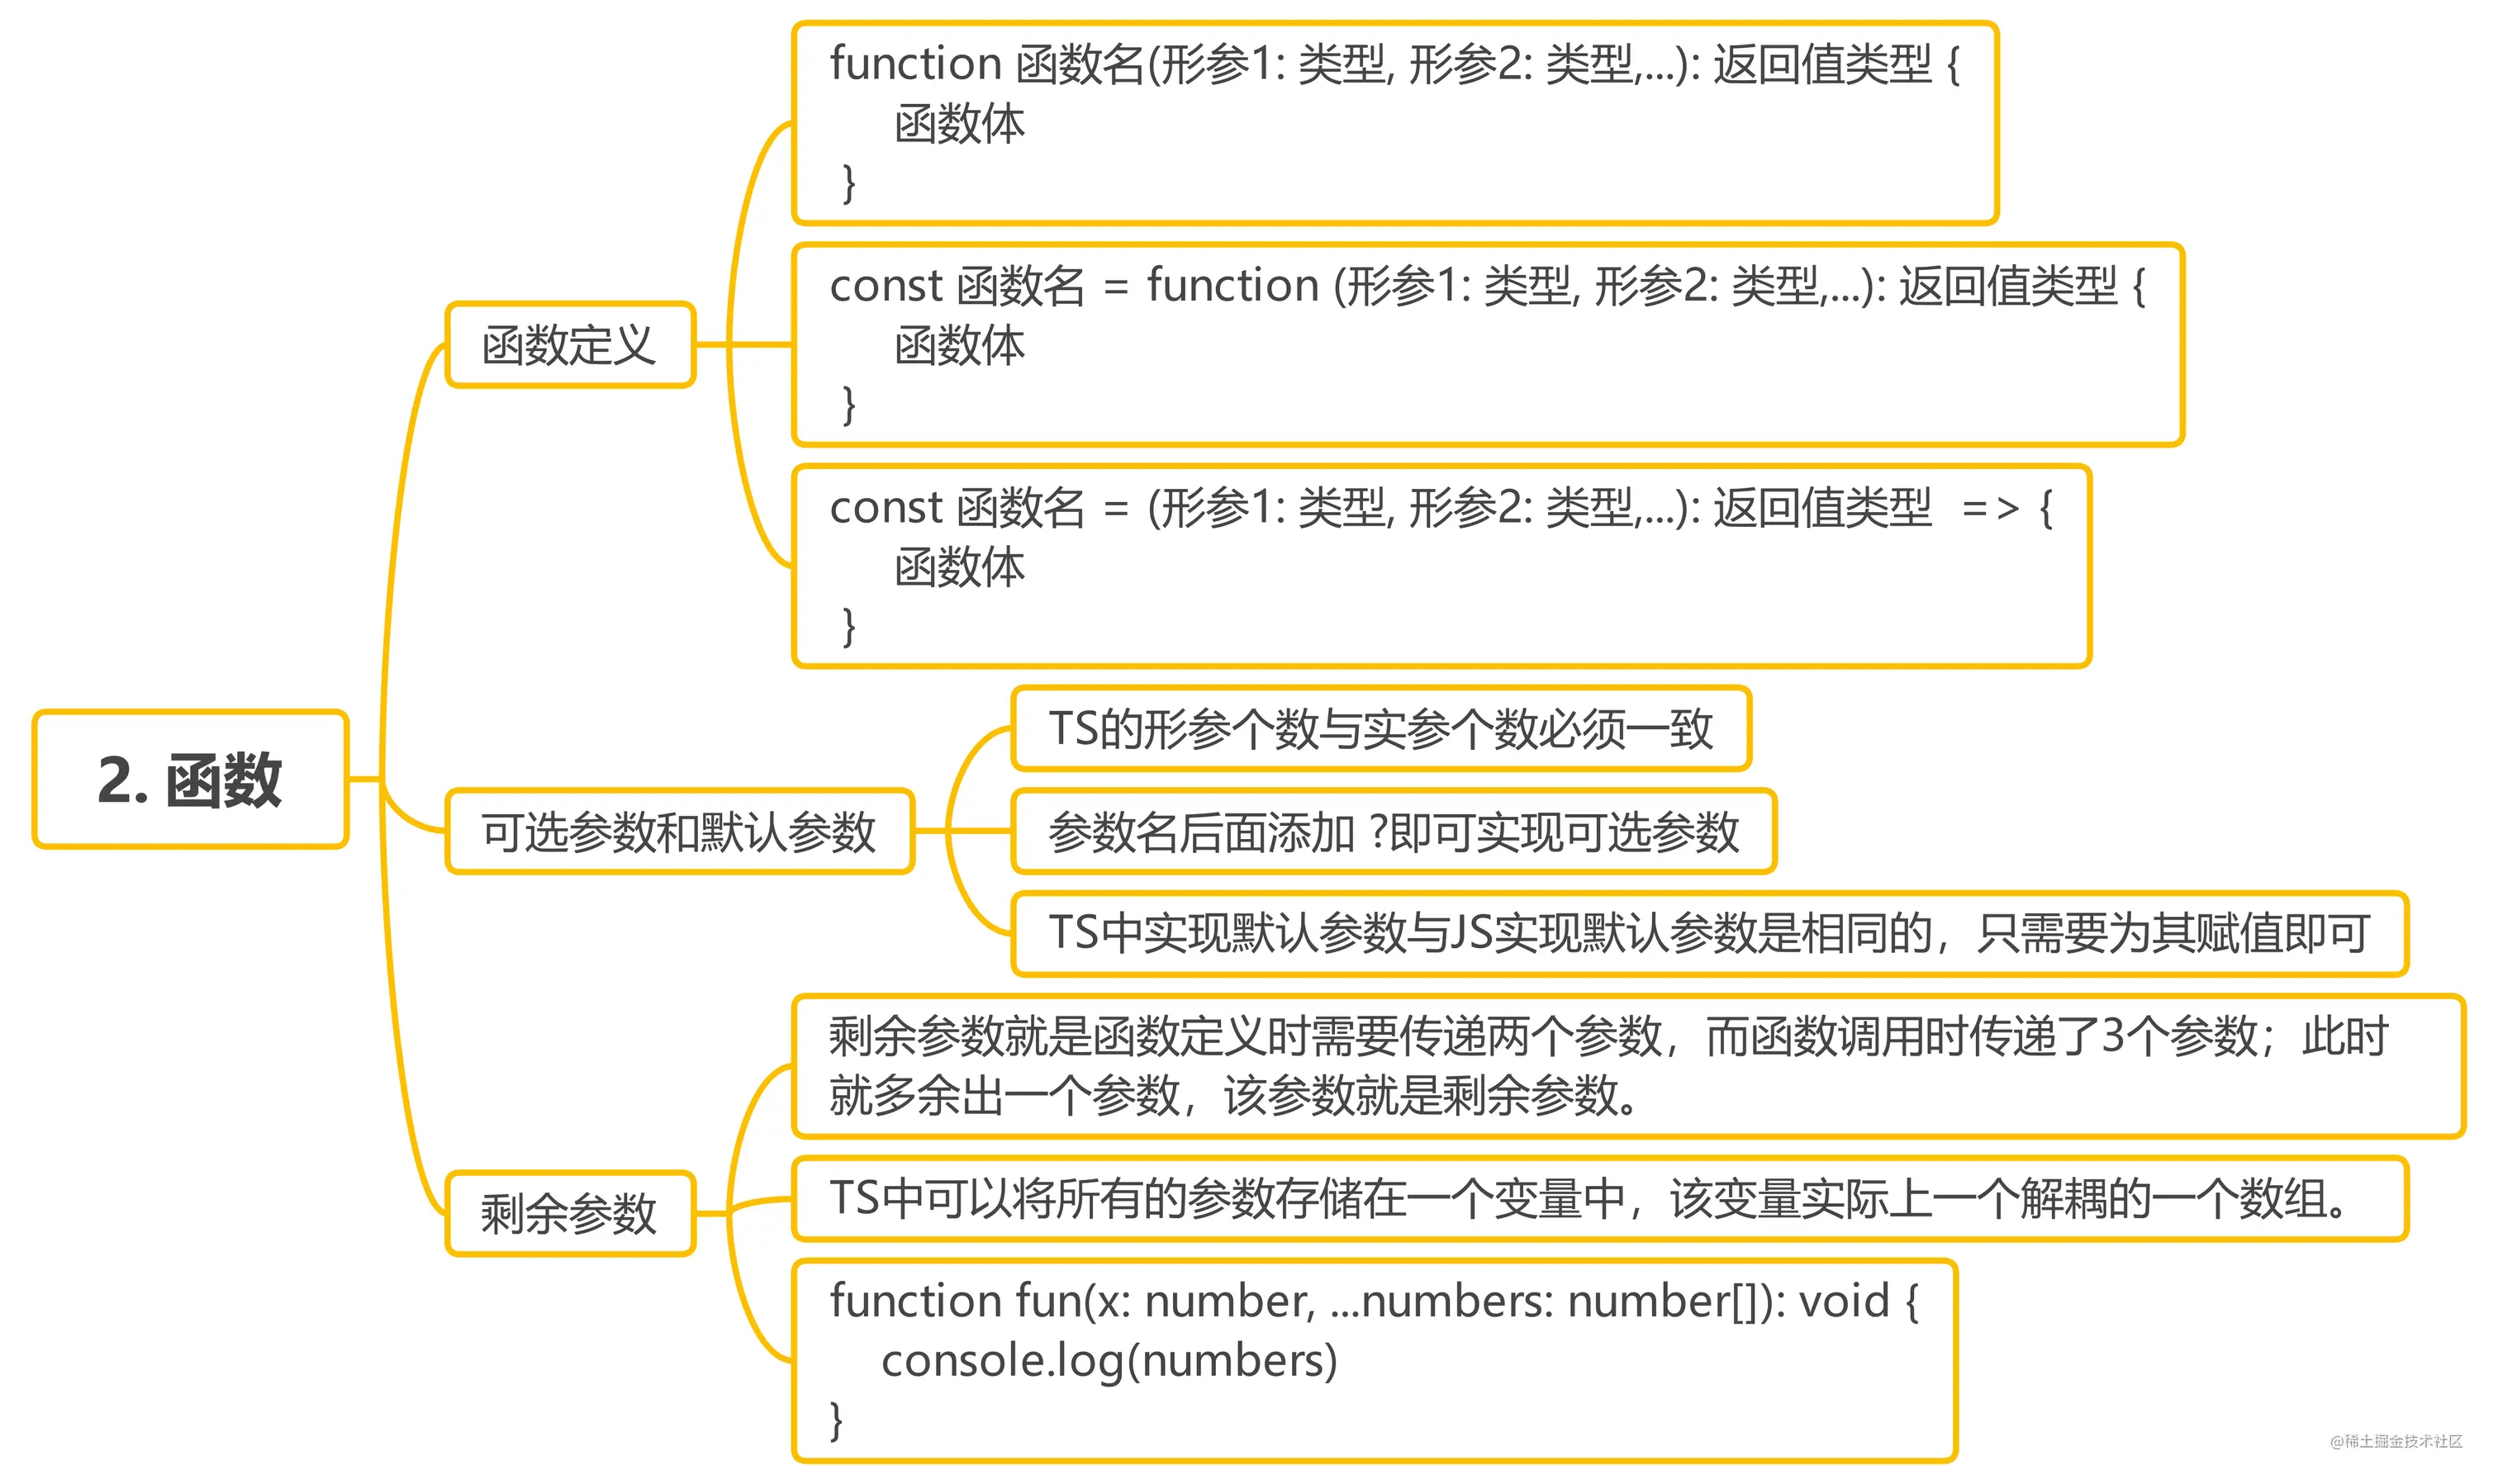 2. 函数
函数定义
function 函数名(形参1: 类型, 形参2: 类型,...): 返回值类型 {
函数体
}
const 函数名 = function (形参1: 类型, 形参2: 类型,...): 返回值类型 {
函数体
}
const 函数名 = (形参1: 类型, 形参2: 类型,...): 返回值类型 => {
函数体
}
可选参数和默认参数
TS的形参个数与实参个数必须一致
参数名后面添加 ?即可实现可选参数
TS中实现默认参数与JS实现默认参数是相同的，只需要为其赋值即可
剩余参数
剩余参数就是函数定义时需要传递两个参数，而函数调用时传递了3个参数；此时
就多余出一个参数，该参数就是剩余参数。
TS中可以将所有的参数存储在一个变量中，该变量实际上一个解耦的一个数组。
function fun(x: number, ...numbers: number[]): void {
console.log(numbers)
}
@稀土掘金技术社区